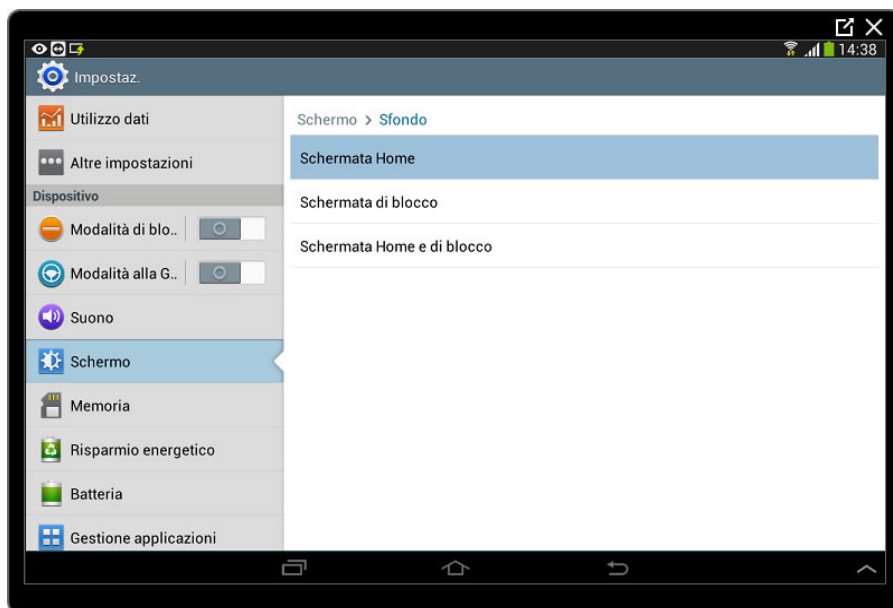 14:38
Impostaz.
Utilizzo dati
Altre impostazioni
Dispositivo
Modalità di blo..
Modalità alla G..
Suono
Schermo
Memoria
Risparmio energetico
Batteria
Gestione applicazioni
Schermo > Sfondo
Schermata Home
Schermata di blocco
Schermata Home e di blocco